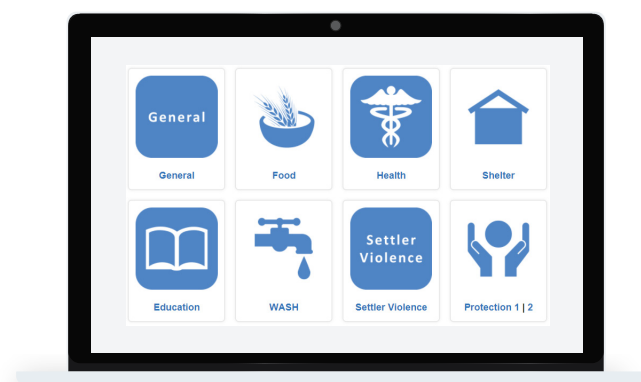 General
General
Food
Health
Shelter
Settler
Violence
Education
WASH
Settler Violence
Protection 1 | 2